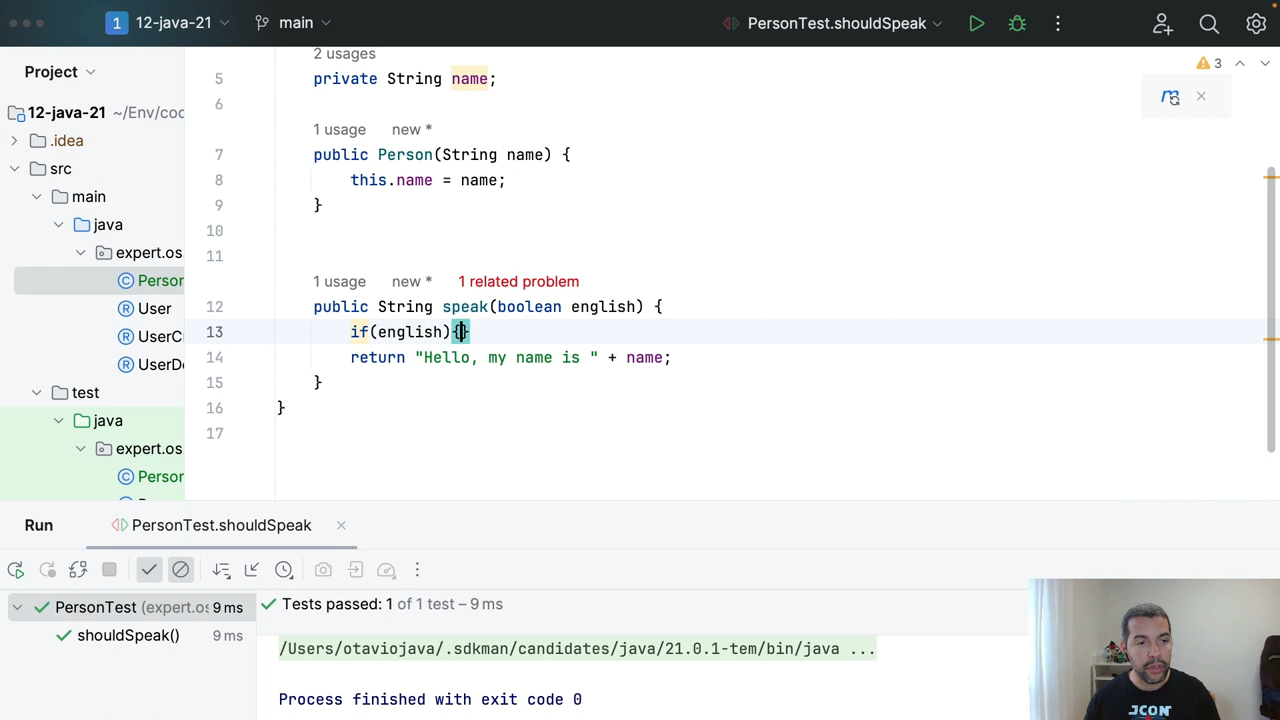 1 12-java-21 main PersonTest.shouldSpeak
Project
12-java-21 ~/Env/coc
.idea
src
main
java
expert.os
Person
User
UserC
UserDe
test
java
expert.os
Person
3
2 usages
5 private String name;
6
1 usage new *
7 public Person(String name) {
8 this.name = name;
9 }
10
11
1 usage new * 1 related problem
12 public String speak(boolean english) {
13 if(english){}
14 return "Hello, my name is " + name;
15 }
16 }
17
Run PersonTest.shouldSpeak
PersonTest (expert.os 9 ms
shouldSpeak() 9 ms
Tests passed: 1 of 1 test – 9 ms
/Users/otaviojava/.sdkman/candidates/java/21.0.1-tem/bin/java ...
Process finished with exit code 0
JCON